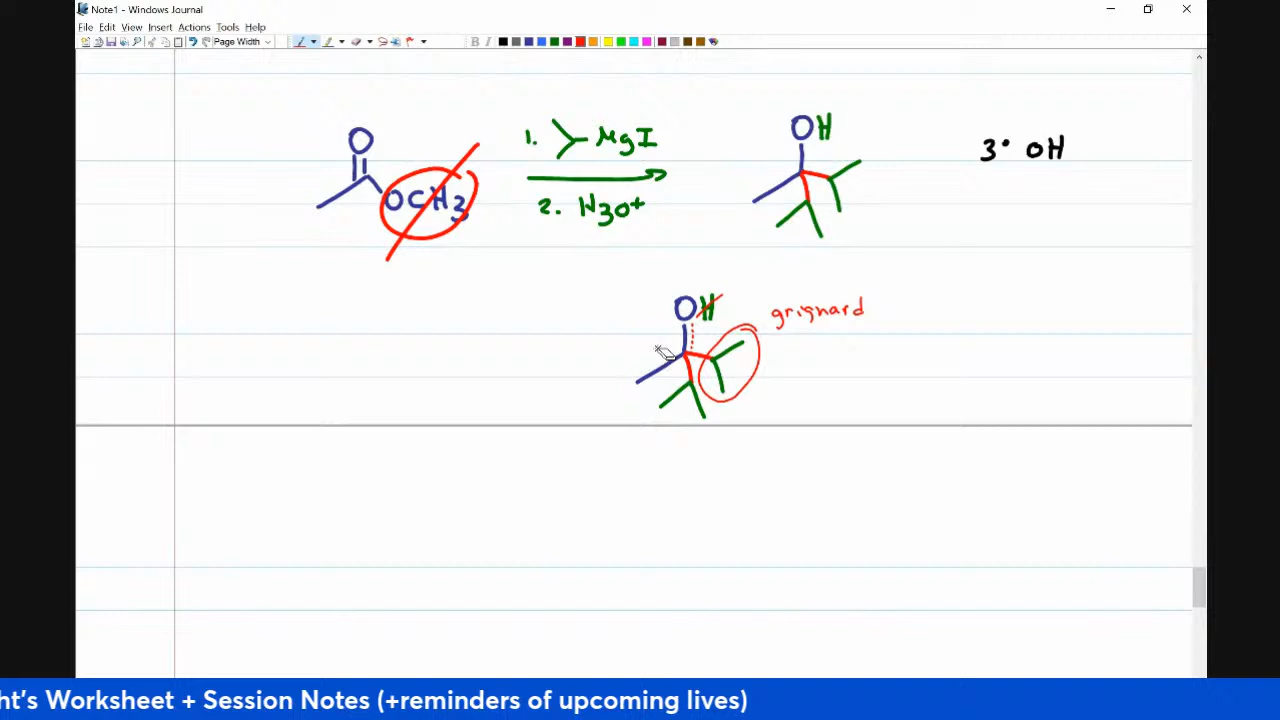 Note1 - Windows Journal
File Edit View Insert Actions Tools Help
Page Width
B I
O
OCH3
1. MgI
2. H3O+
OH
3° OH
OH
grignard
ht's Worksheet + Session Notes (+reminders of upcoming lives)